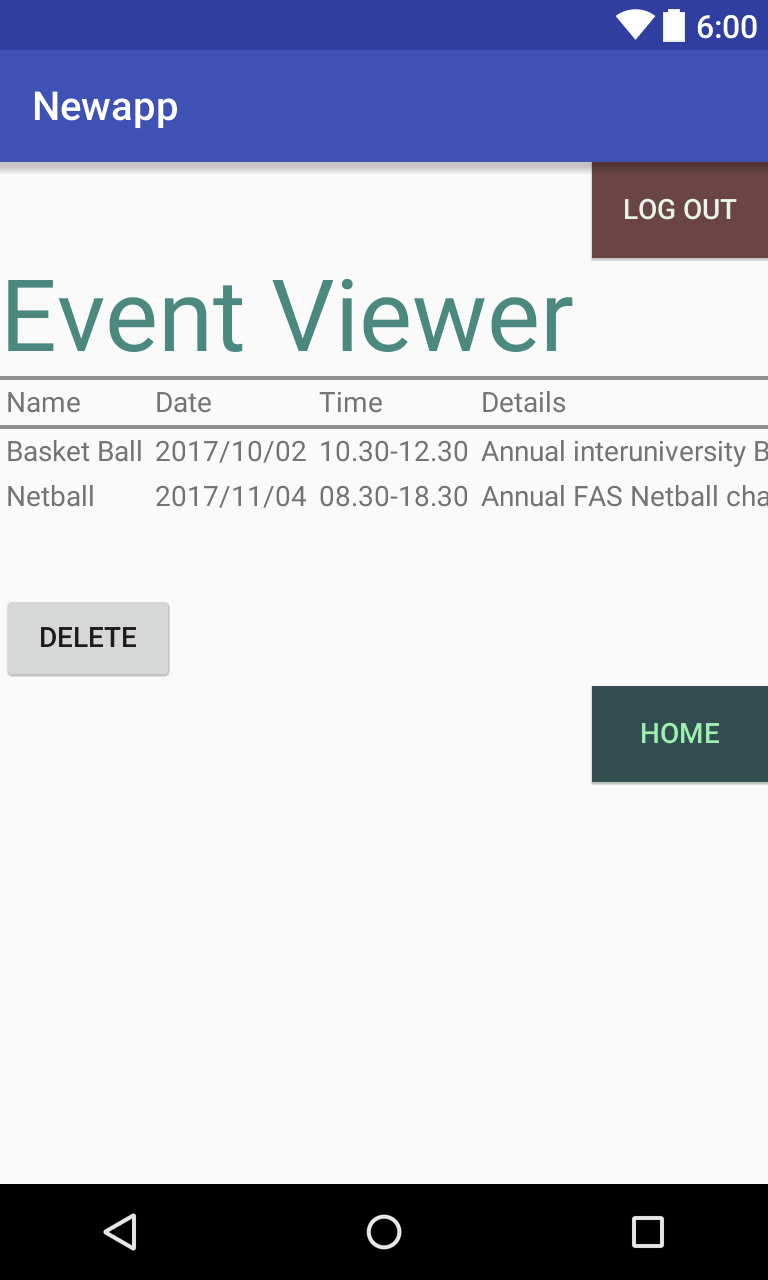 6:00
Newapp
LOG OUT
Event Viewer
Name Date Time Details
Basket Ball 2017/10/02 10.30-12.30 Annual interuniversity B
Netball 2017/11/04 08.30-18.30 Annual FAS Netball cha
DELETE
HOME